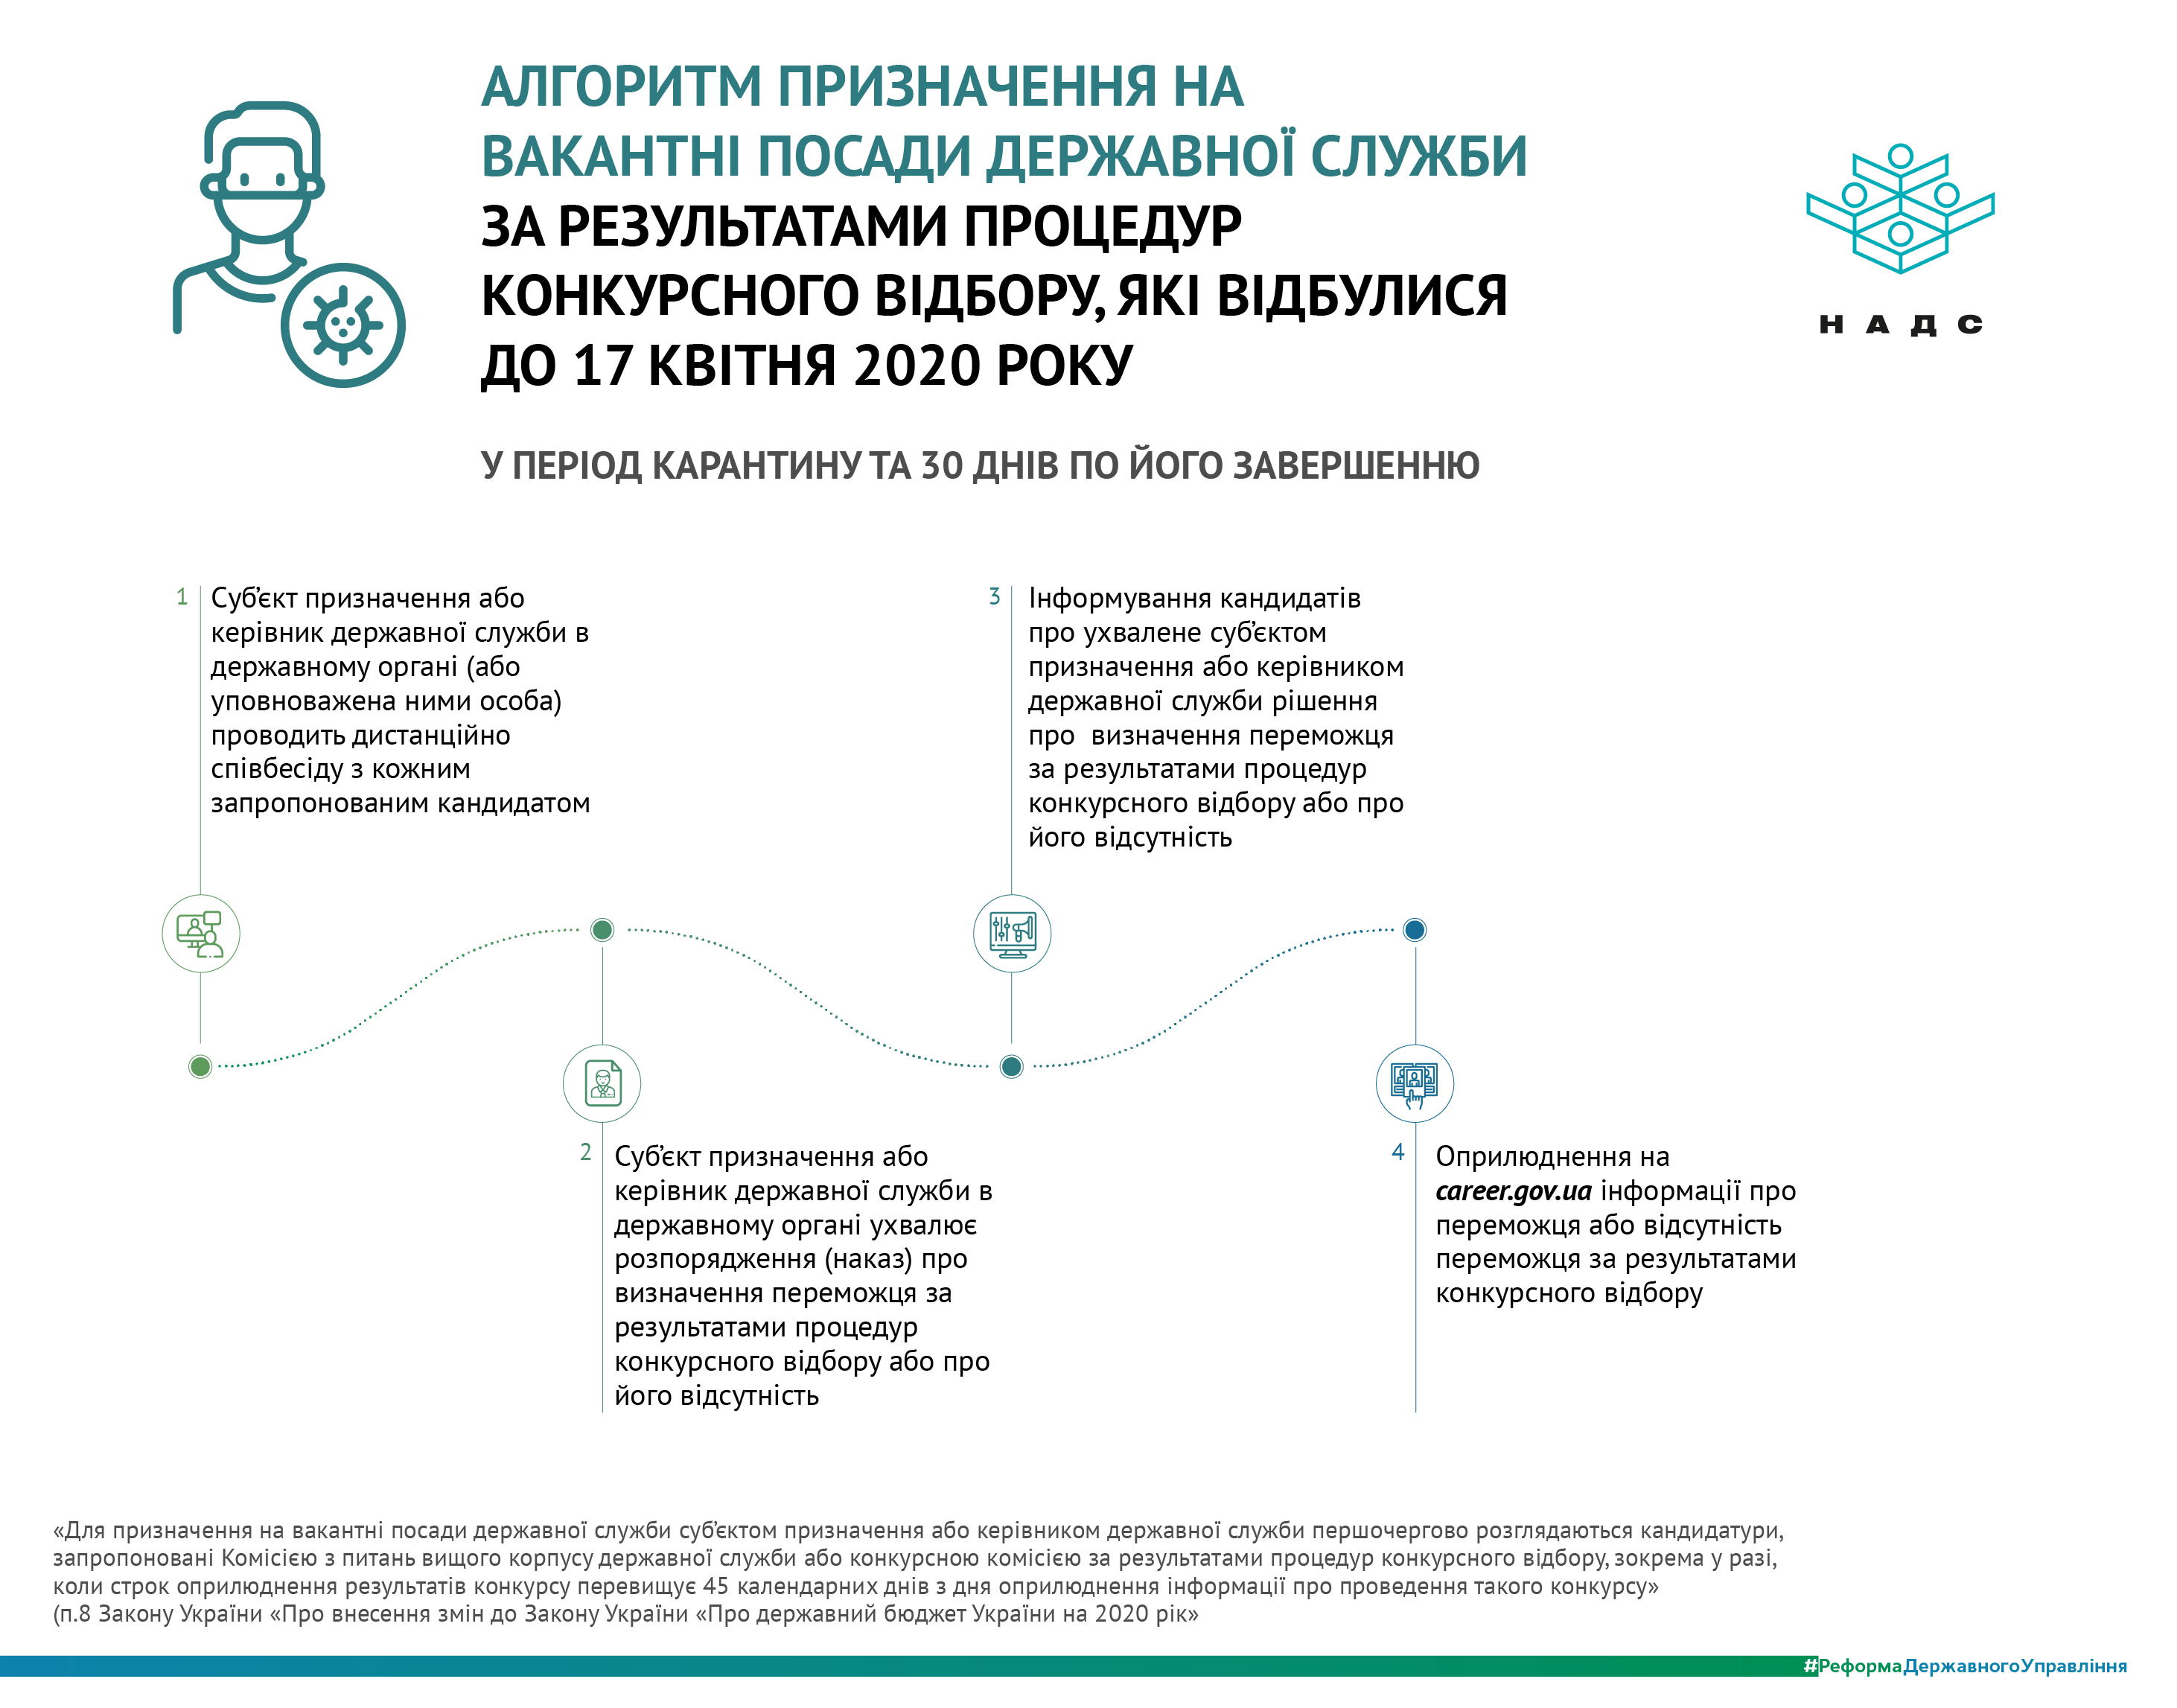 АЛГОРИТМ ПРИЗНАЧЕННЯ НА
ВАКАНТНІ ПОСАДИ ДЕРЖАВНОЇ СЛУЖБИ
ЗА РЕЗУЛЬТАТАМИ ПРОЦЕДУР
КОНКУРСНОГО ВІДБОРУ, ЯКІ ВІДБУЛИСЯ
ДО 17 КВІТНЯ 2020 РОКУ
У ПЕРІОД КАРАНТИНУ ТА 30 ДНІВ ПО ЙОГО ЗАВЕРШЕННЮ
НАДС
1
Суб’єкт призначення або
керівник державної служби в
державному органі (або
уповноважена ними особа)
проводить дистанційно
співбесіду з кожним
запропонованим кандидатом
2
Суб’єкт призначення або
керівник державної служби в
державному органі ухвалює
розпорядження (наказ) про
визначення переможця за
результатами процедур
конкурсного відбору або про
його відсутність
3
Інформування кандидатів
про ухвалене суб’єктом
призначення або керівником
державної служби рішення
про  визначення переможця
за результатами процедур
конкурсного відбору або про
його відсутність
4
Оприлюднення на
career.gov.ua інформації про
переможця або відсутність
переможця за результатами
конкурсного відбору
«Для призначення на вакантні посади державної служби суб’єктом призначення або керівником державної служби першочергово розглядаються кандидатури,
запропоновані Комісією з питань вищого корпусу державної служби або конкурсною комісією за результатами процедур конкурсного відбору, зокрема у разі,
коли строк оприлюднення результатів конкурсу перевищує 45 календарних днів з дня оприлюднення інформації про проведення такого конкурсу»
(п.8 Закону України «Про внесення змін до Закону України «Про державний бюджет України на 2020 рік»
#РеформаДержавногоУправління